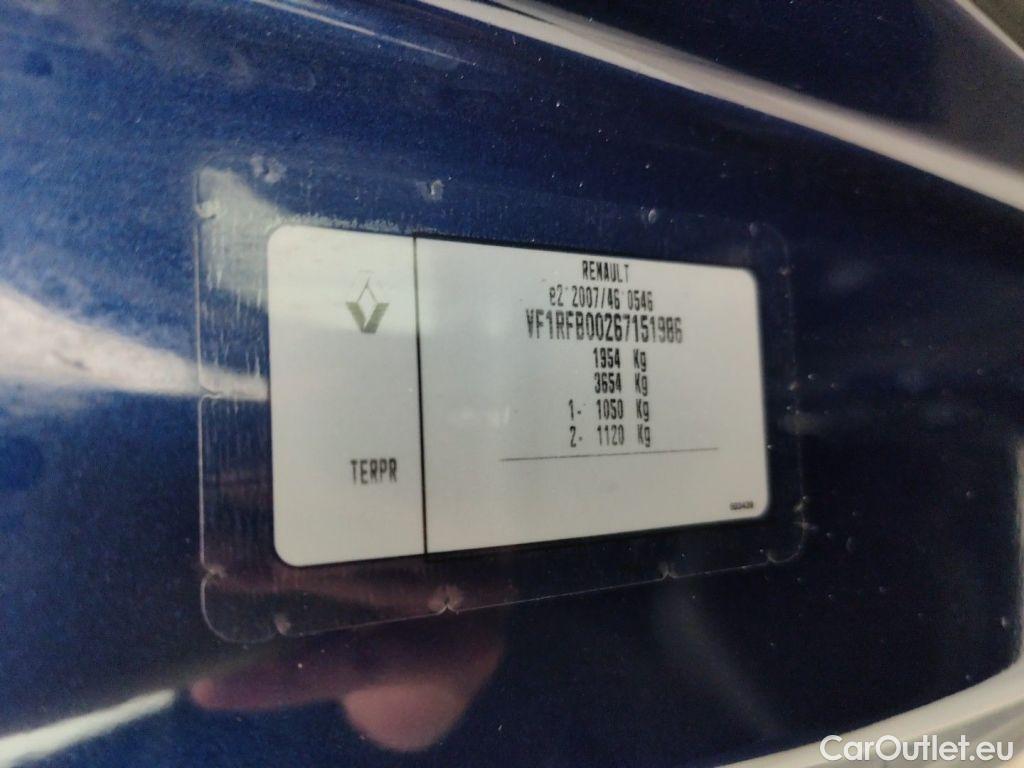 RENAULT
e2*2007/46*0546
VF1RFB00267151986
1954 Kg
3654 Kg
1- 1050 Kg
2- 1120 Kg
TERPR
CarOutlet.eu